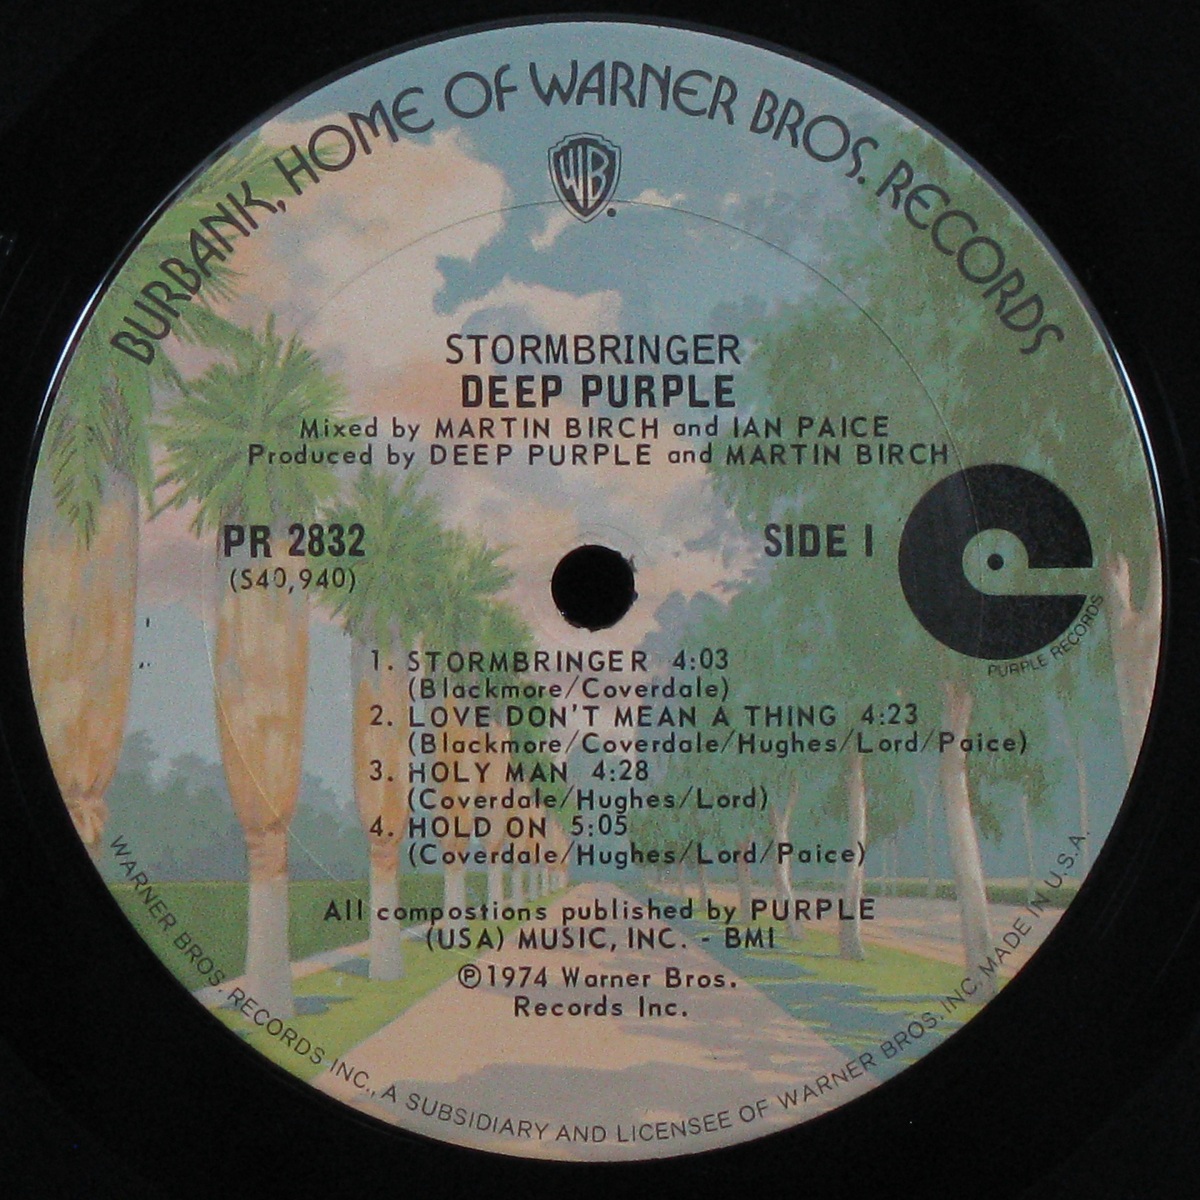 BURBANK, HOME OF WARNER BROS. RECORDS
WB
STORMBRINGER
DEEP PURPLE
Mixed by MARTIN BIRCH and IAN PAICE
Produced by DEEP PURPLE and MARTIN BIRCH
PR 2832
(S40,940)
SIDE 1
PURPLE RECORDS
1. STORMBRINGER 4:03
(Blackmore/Coverdale)
2. LOVE DON'T MEAN A THING 4:23
(Blackmore/Coverdale/Hughes/Lord/Paice)
3. HOLY MAN 4:28
(Coverdale/Hughes/Lord)
4. HOLD ON 5:05
(Coverdale/Hughes/Lord/Paice)
All compostions published by PURPLE
(USA) MUSIC, INC. - BMI
℗1974 Warner Bros.
Records Inc.
WARNER BROS. RECORDS INC., A SUBSIDIARY AND LICENSEE OF WARNER BROS. INC. MADE IN U.S.A.